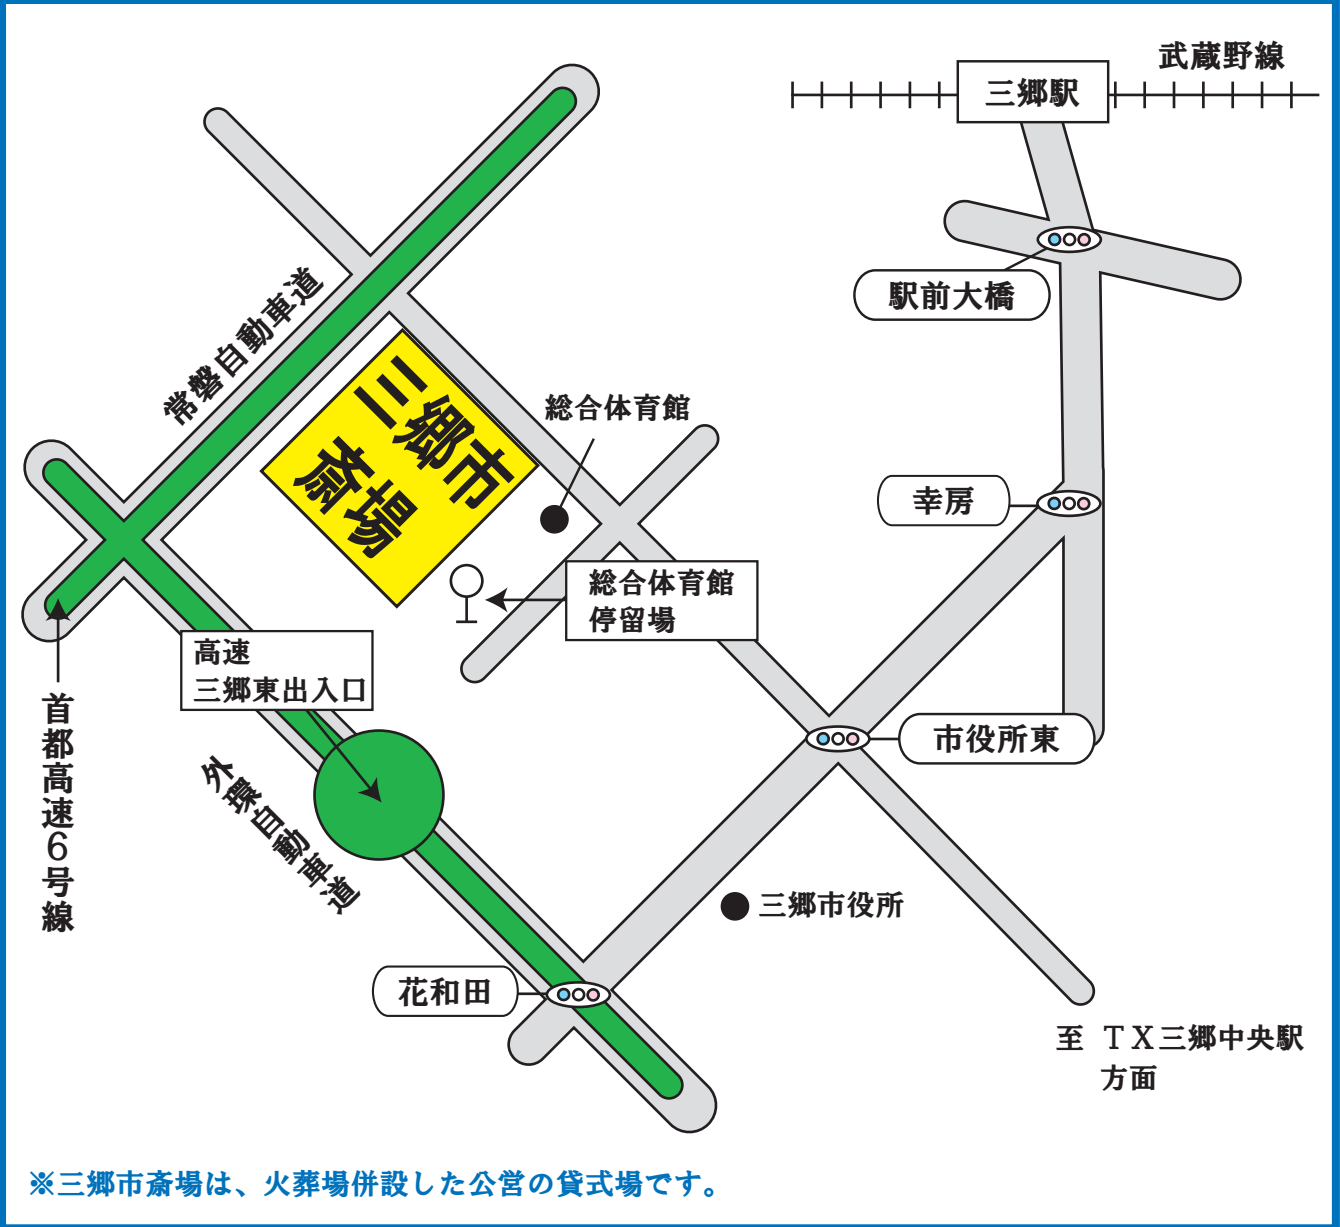 武蔵野線
三郷駅
駅前大橋
常磐自動車道
三郷市
斎場
総合体育館
幸房
総合体育館
停留場
高速
三郷東出入口
首都高速6号線
外環自動車道
市役所東
三郷市役所
花和田
至 TX三郷中央駅
方面
※三郷市斎場は、火葬場併設した公営の貸式場です。